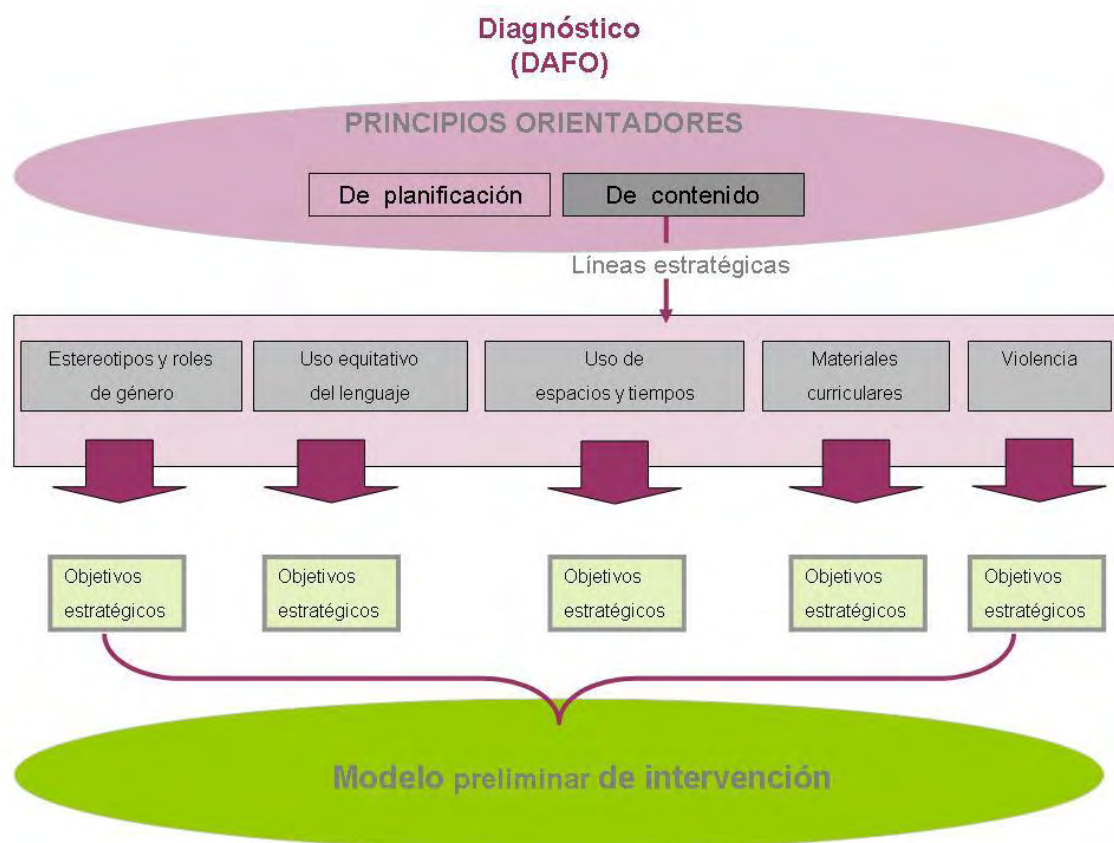 Diagnóstico
(DAFO)
PRINCIPIOS ORIENTADORES
De planificación
De contenido
Líneas estratégicas
Estereotipos y roles
de género
Uso equitativo
del lenguaje
Uso de
espacios y tiempos
Materiales
curriculares
Violencia
Objetivos
estratégicos
Objetivos
estratégicos
Objetivos
estratégicos
Objetivos
estratégicos
Objetivos
estratégicos
Modelo preliminar de intervención